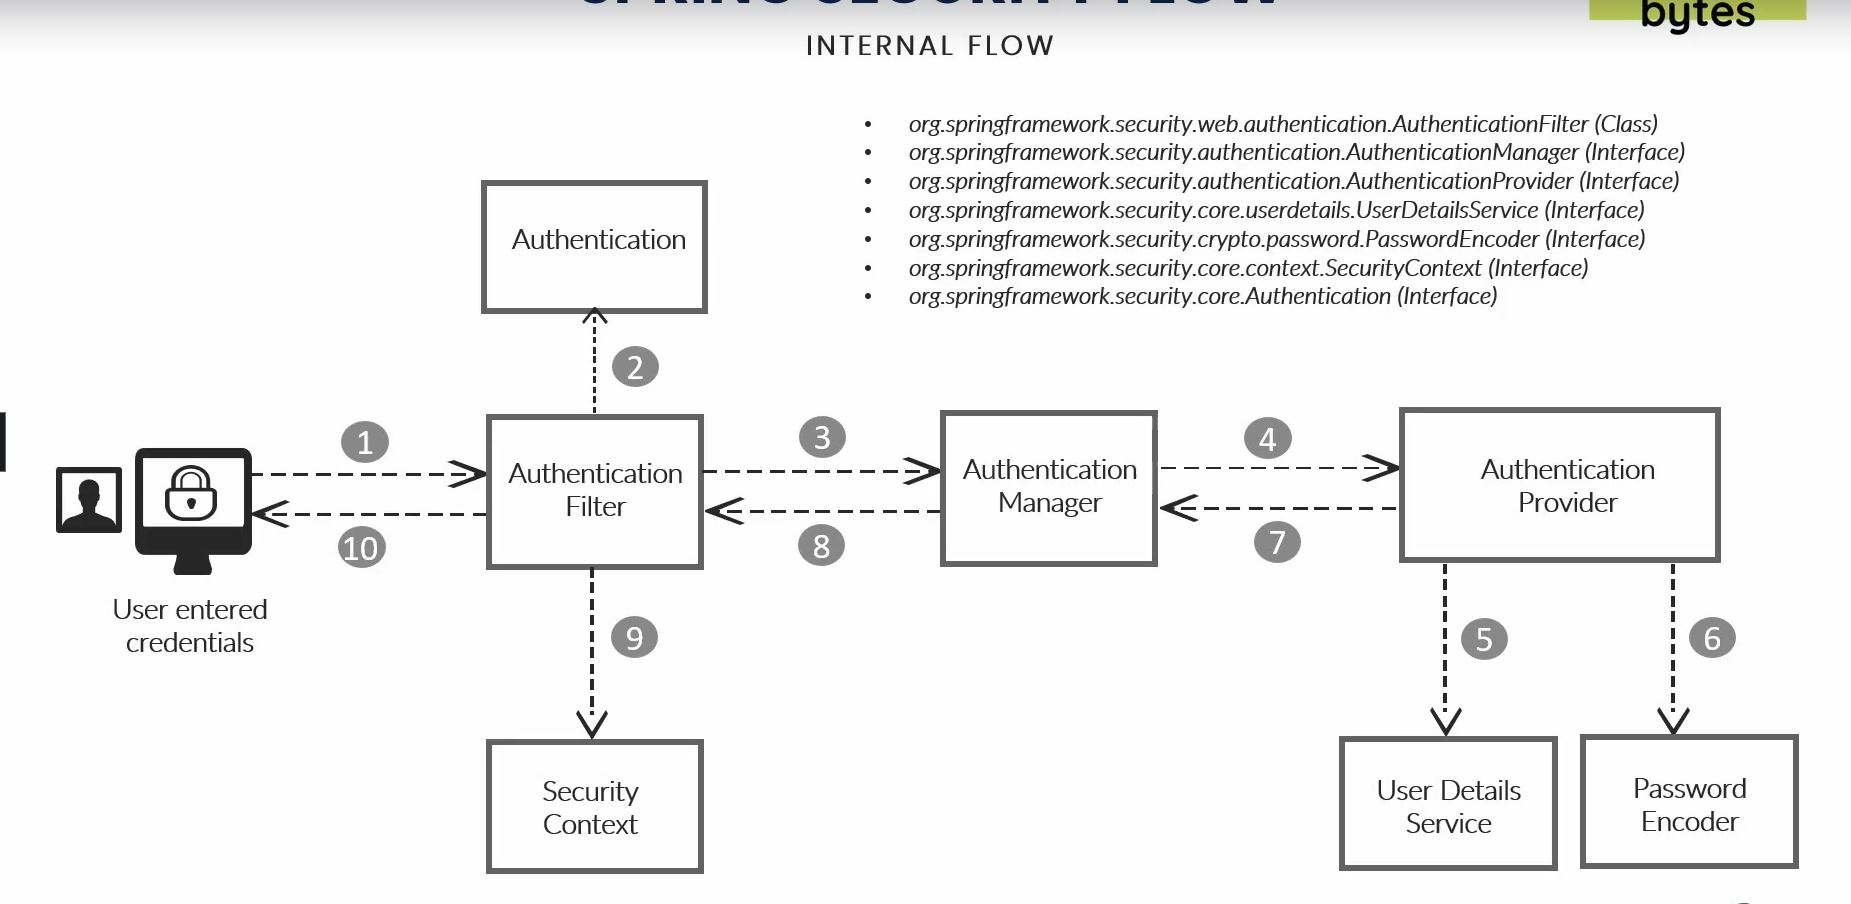 SPRING SECURITY FLOW
bytes
INTERNAL FLOW
• org.springframework.security.web.authentication.AuthenticationFilter (Class)
• org.springframework.security.authentication.AuthenticationManager (Interface)
• org.springframework.security.authentication.AuthenticationProvider (Interface)
• org.springframework.security.core.userdetails.UserDetailsService (Interface)
• org.springframework.security.crypto.password.PasswordEncoder (Interface)
• org.springframework.security.core.context.SecurityContext (Interface)
• org.springframework.security.core.Authentication (Interface)
Authentication
2
1
3
4
Authentication
Filter
Authentication
Manager
Authentication
Provider
10
8
7
User entered
credentials
9
5
6
Security
Context
User Details
Service
Password
Encoder